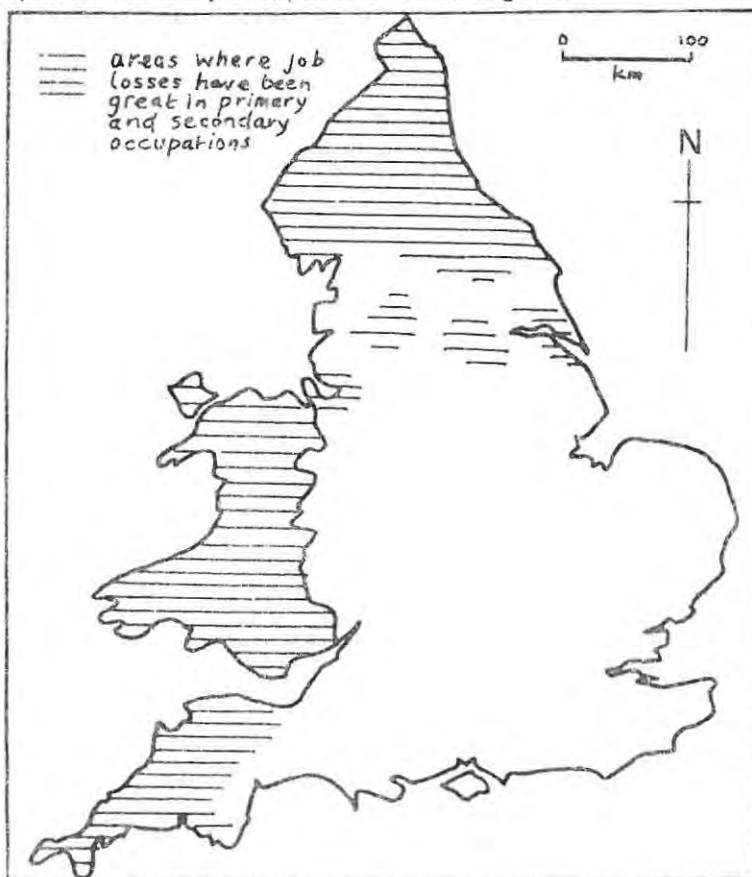 areas where job
losses have been
great in primary
and secondary
occupations
0 100
km
N